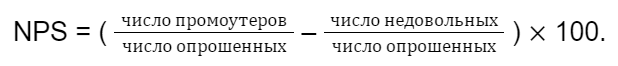 NPS = ( число промоутеров / число опрошенных – число недовольных / число опрошенных ) × 100.